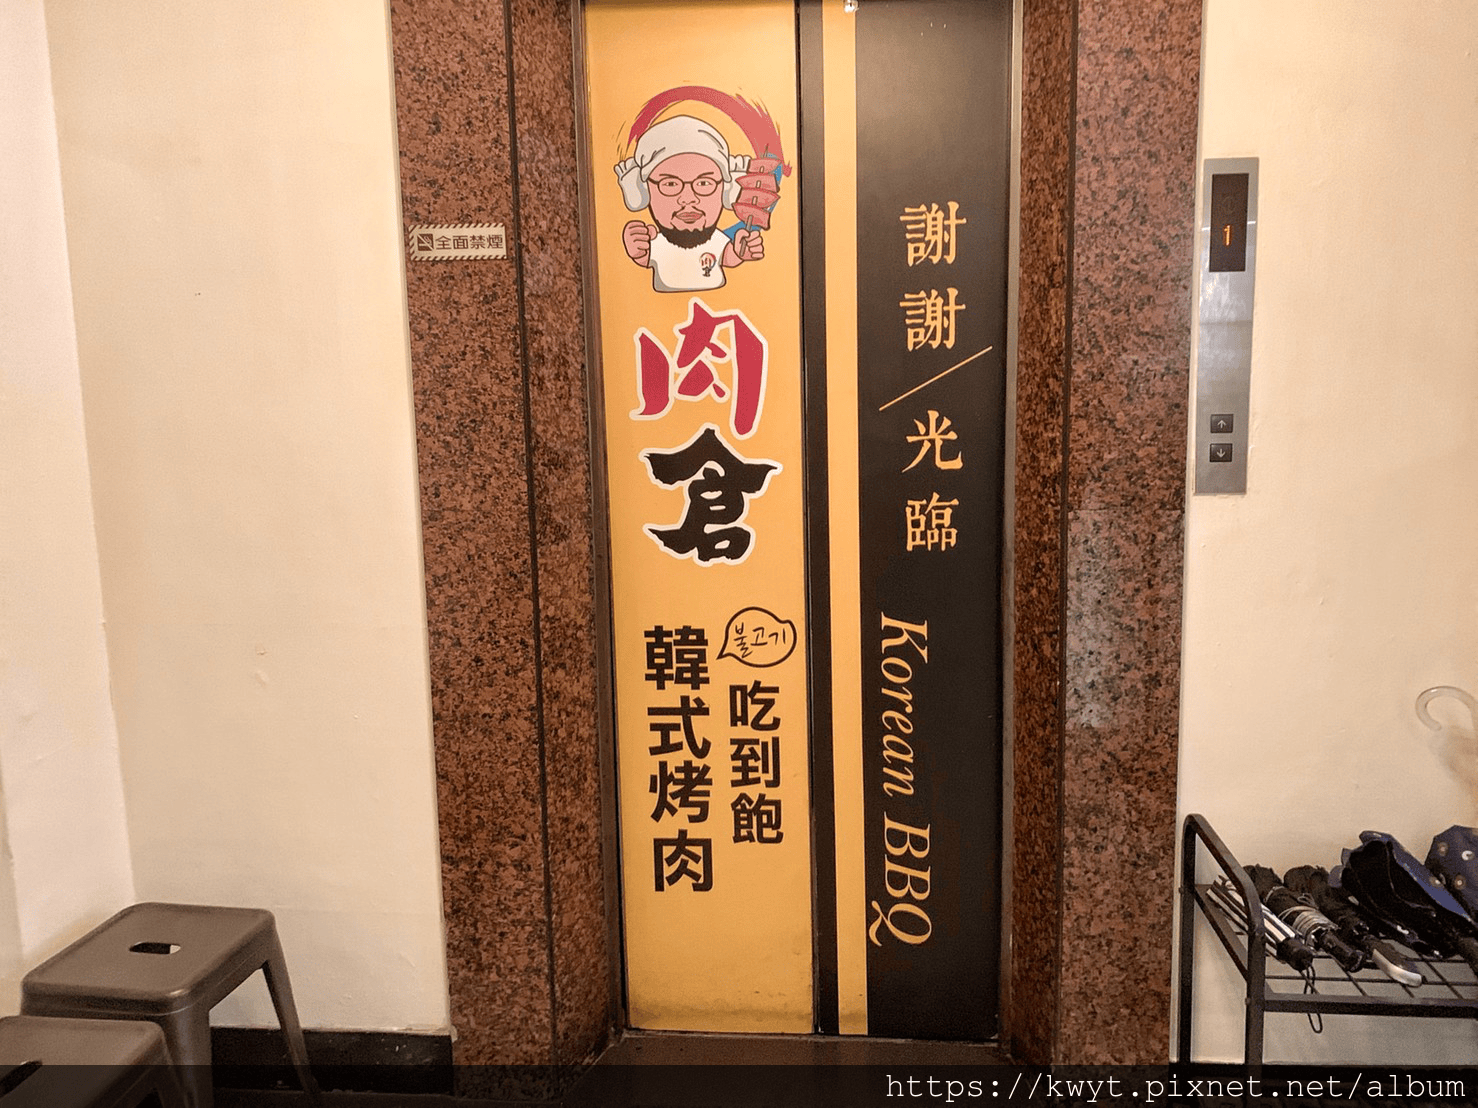 全面禁煙
肉倉
불고기
吃到飽
韓式烤肉
謝謝/光臨
Korean BBQ
1
https://kwyt.pixnet.net/album